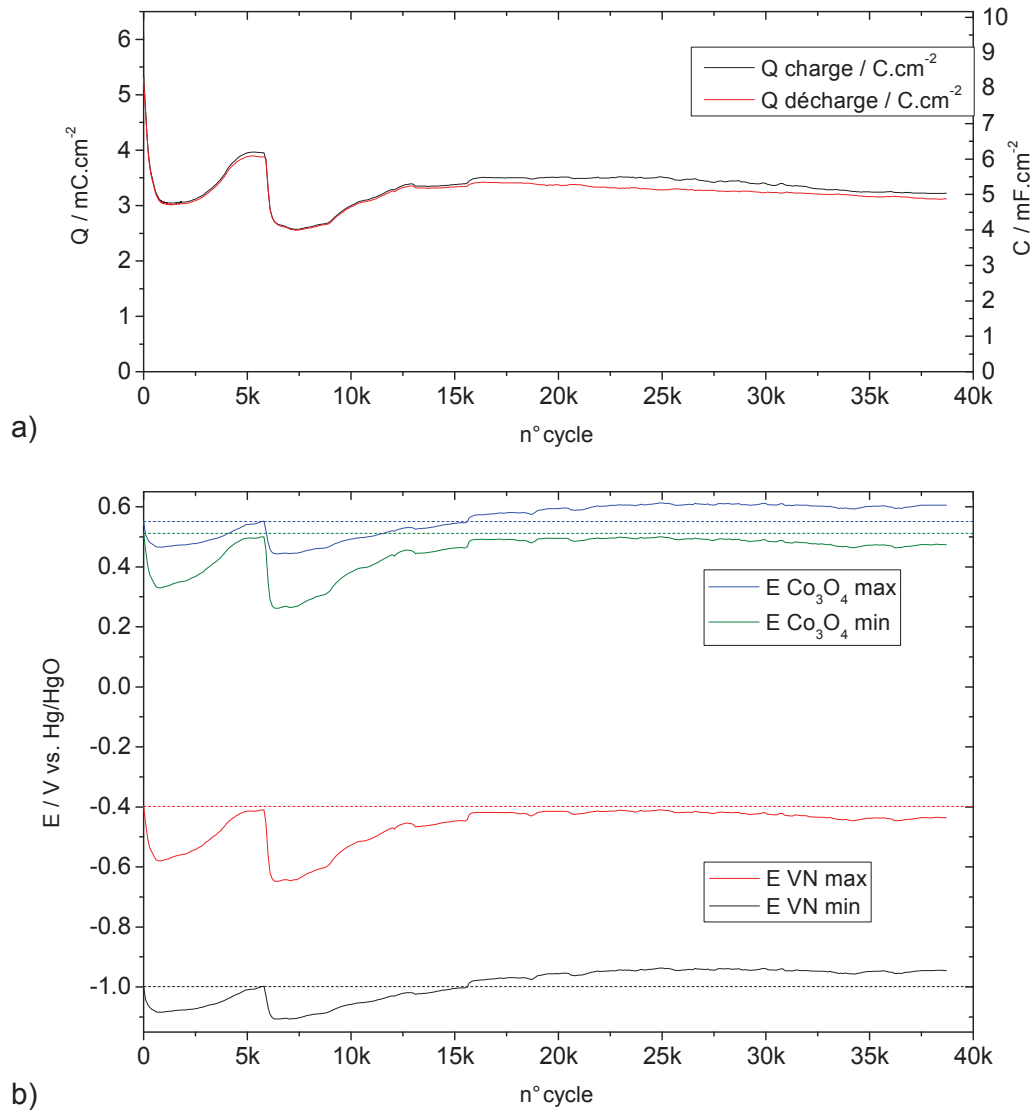 Q / mC.cm-2
6
5
4
3
2
1
0
10
9
8
7
6
5
4
3
2
1
0
C / mF.cm-2
Q charge / C.cm-2
Q décharge / C.cm-2
0 5k 10k 15k 20k 25k 30k 35k 40k
n° cycle
a)
E / V vs. Hg/HgO
0.6
0.4
0.2
0.0
-0.2
-0.4
-0.6
-0.8
-1.0
E Co3O4 max
E Co3O4 min
E VN max
E VN min
0 5k 10k 15k 20k 25k 30k 35k 40k
n° cycle
b)